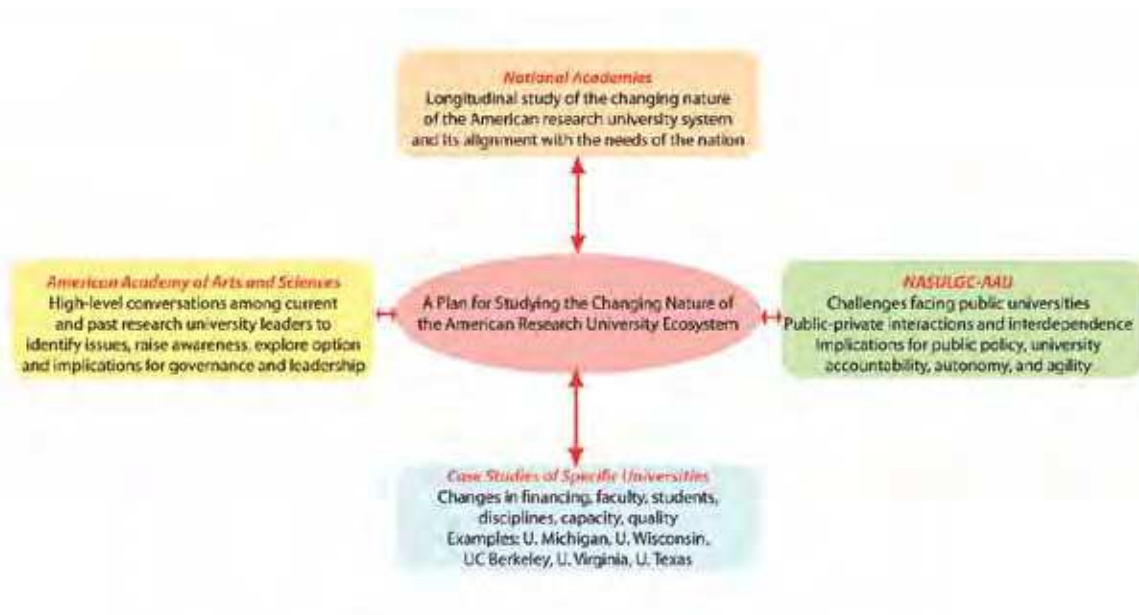 National Academies
Longitudinal study of the changing nature
of the American research university system
and its alignment with the needs of the nation
American Academy of Arts and Sciences
High-level conversations among current
and past research university leaders to
identify issues, raise awareness, explore option
and implications for governance and leadership
A Plan for Studying the Changing Nature of
the American Research University Ecosystem
NASULGC-AAU
Challenges facing public universities
Public-private interactions and interdependence
Implications for public policy, university
accountability, autonomy, and agility
Case Studies of Specific Universities
Changes in financing, faculty, students,
disciplines, capacity, quality
Examples: U. Michigan, U. Wisconsin,
UC Berkeley, U. Virginia, U. Texas